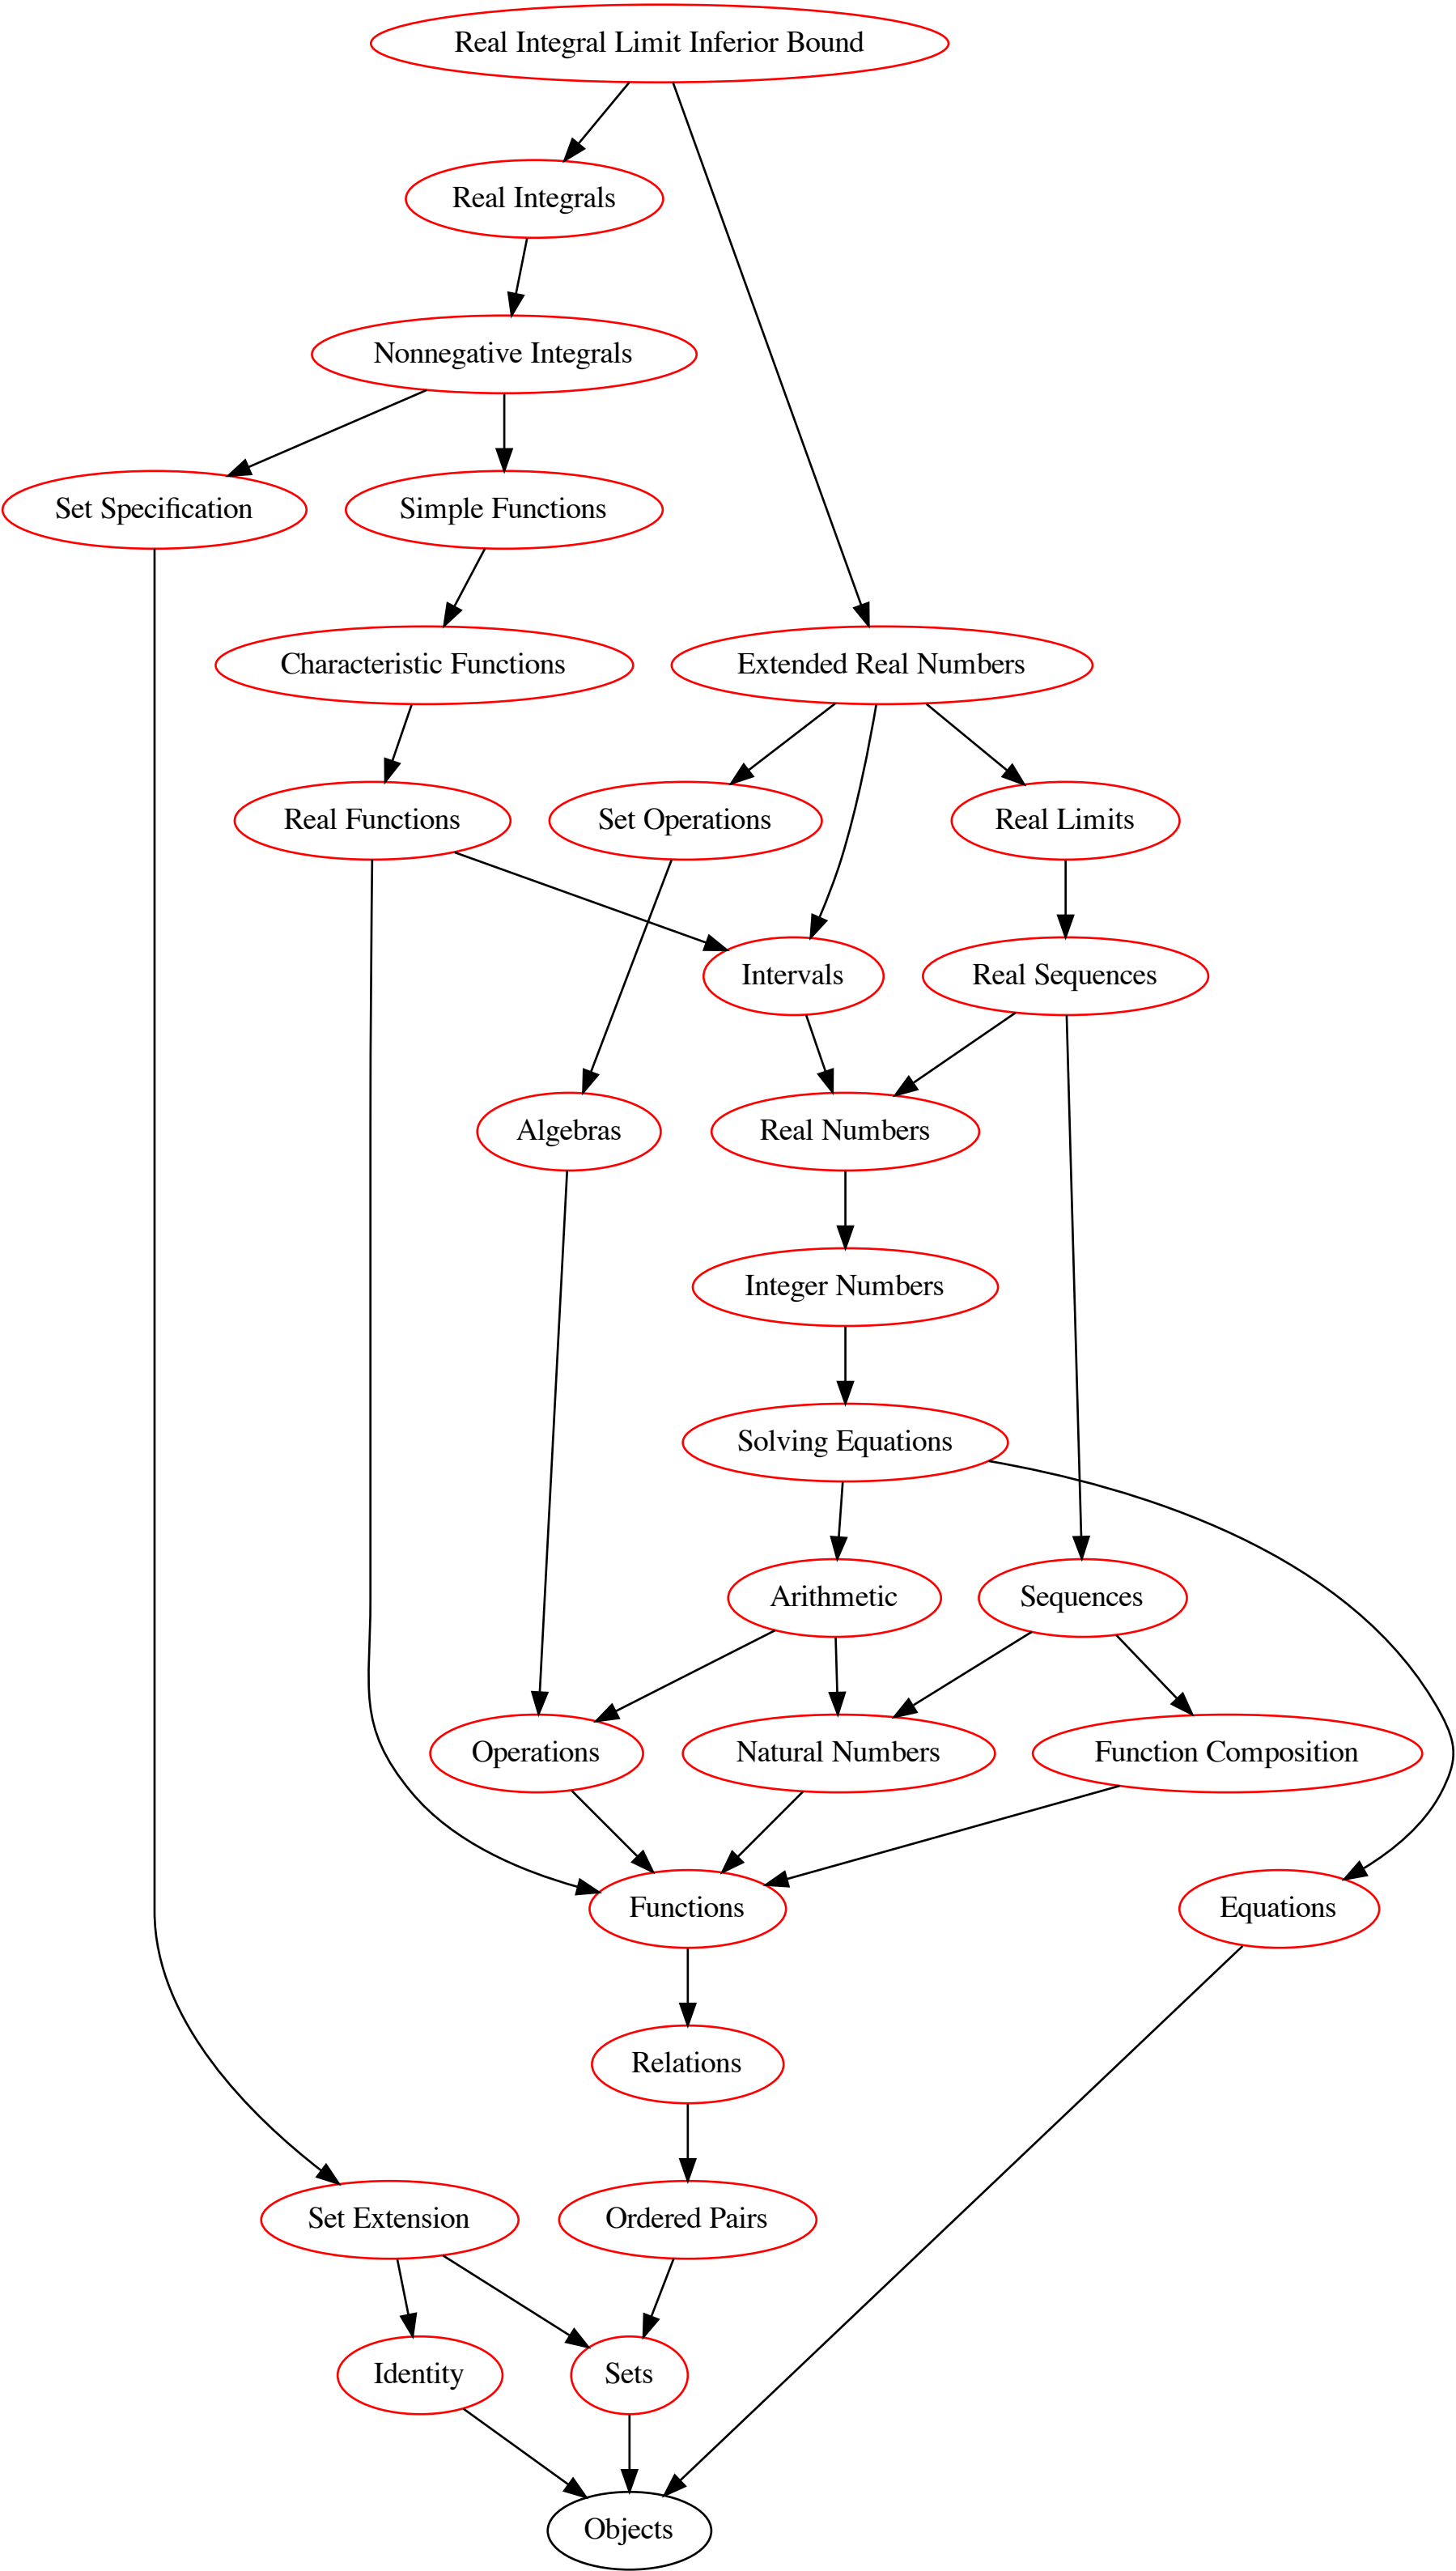 Real Integral Limit Inferior Bound
Real Integrals
Nonnegative Integrals
Set Specification
Simple Functions
Characteristic Functions
Extended Real Numbers
Real Functions
Set Operations
Real Limits
Intervals
Real Sequences
Algebras
Real Numbers
Integer Numbers
Solving Equations
Arithmetic
Sequences
Operations
Natural Numbers
Function Composition
Functions
Equations
Relations
Set Extension
Ordered Pairs
Identity
Sets
Objects